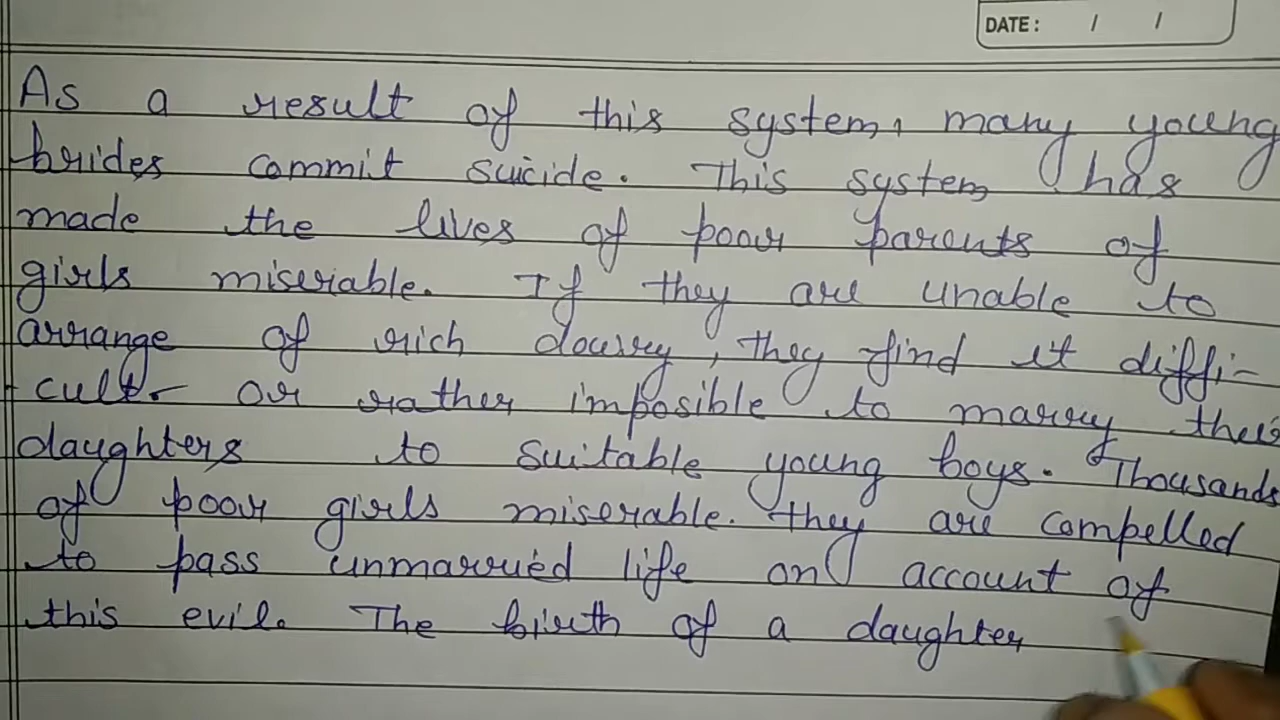 DATE: / /
As a result of this system, many young
brides commit suicide. This system has
made the lives of poor parents of
girls miserable. If they are unable to
arrange of rich dowry, they find it diffi-
cult or rather imposible to marry their
daughters to suitable young boys. Thousands
of poor girls miserable. they are compelled
to pass unmarried life on account of
this evil. The birth of a daughter